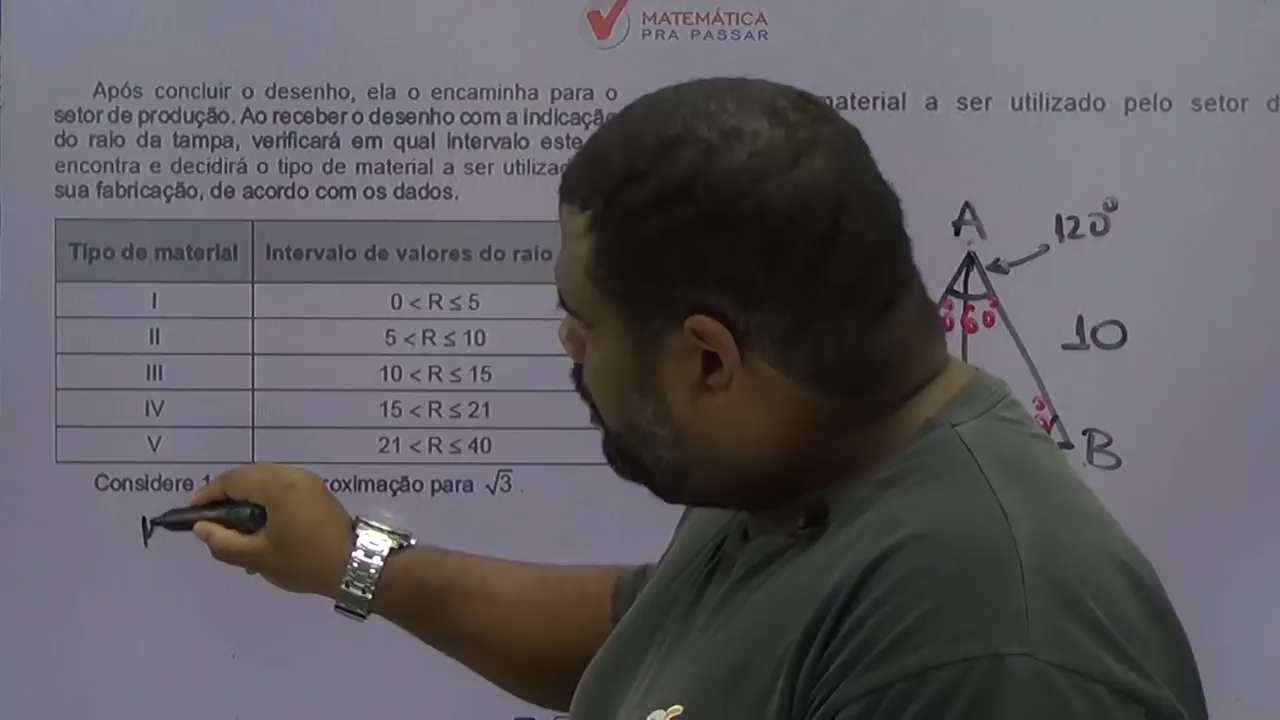 MATEMÁTICA
PRA PASSAR
Após concluir o desenho, ela o encaminha para o
setor de produção. Ao receber o desenho com a indicação
do raio da tampa, verificará em qual intervalo este
encontra e decidirá o tipo de material a ser
sua fabricação, de acordo com os dados.
Tipo de material Intervalo de valores do raio
I 0 < R ≤ 5
II 5 < R ≤ 10
III 10 < R ≤ 15
IV 15 < R ≤ 21
V 21 < R ≤ 40
Considere para √3 .
material a ser utilizado pelo setor d
A
120°
60°
10
B